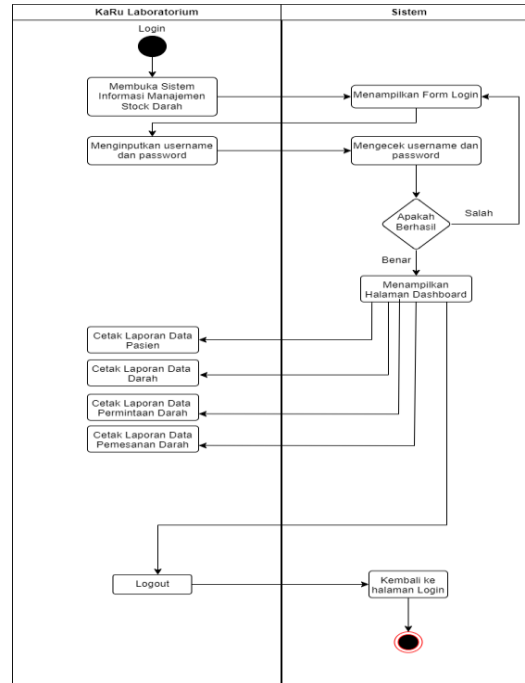 KaRu Laboratorium
Sistem
Login
Membuka Sistem
Informasi Manajemen
Stock Darah
Menampilkan Form Login
Menginputkan username
dan password
Mengecek username dan
password
Apakah
Berhasil
Salah
Benar
Menampilkan
Halaman Dashboard
Cetak Laporan Data
Pasien
Cetak Laporan Data
Darah
Cetak Laporan Data
Permintaan Darah
Cetak Laporan Data
Pemesanan Darah
Logout
Kembali ke
halaman Login